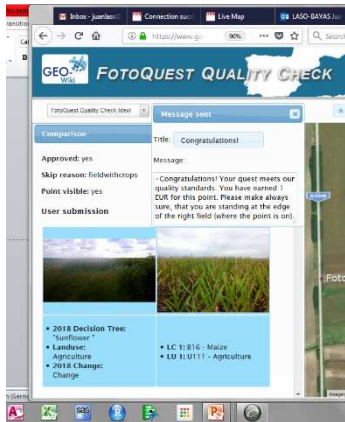 Inbox - juanlaso
Connection succ
Live Map
LASO-BAYAS Jua
https://www.ge
90%
Search
GEO-
Wiki
FOTOQUEST QUALITY CHECK
FotoQuest Quality Check (dev)
Message sent
Comparison
Title: Congratulations!
Approved: yes
Message:
Skip reason: fieldwithcrops
Point visible: yes
User submission
-Congratulations! Your quest meets our
quality standards. You have earned 1
EUR for this point. Please make always
sure, that you are standing at the edge
of the right field (where the point is on).
Foto
• 2018 Decision Tree:
"Sunflower "
• Landuse:
Agriculture
• 2018 Change:
Change
• LC 1: B16 - Maize
• LU 1: U111 - Agriculture